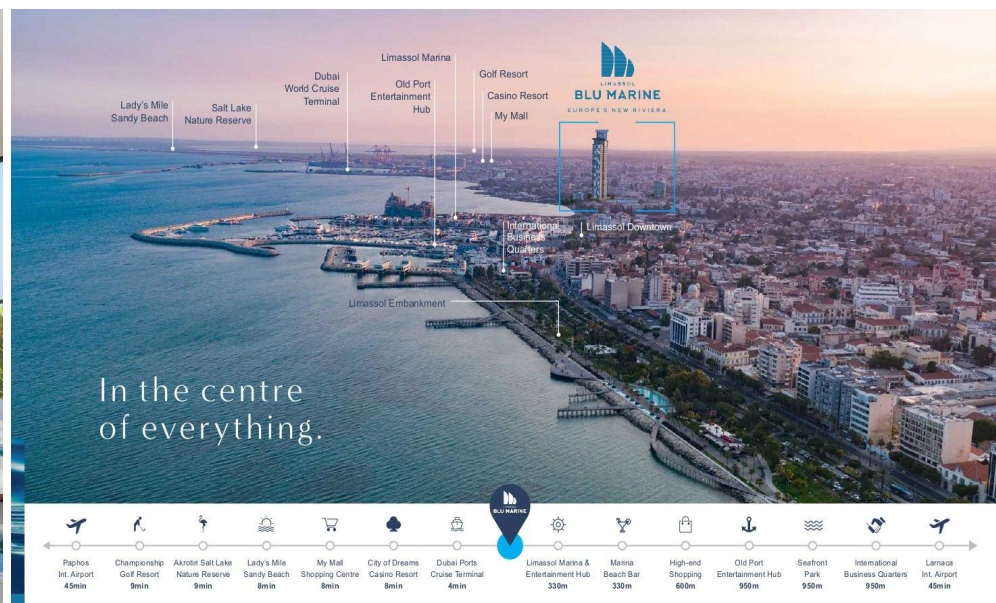 Lady's Mile
Sandy Beach
Salt Lake
Nature Reserve
Dubai
World Cruise
Terminal
Limassol Marina
Old Port
Entertainment
Hub
Golf Resort
Casino Resort
My Mall
LIMASSOL
BLU MARINE
EUROPE'S NEW RIVIERA
International
Business
Quarters
Limassol Downtown
Limassol Embankment
In the centre
of everything.
BLU MARINE
Paphos
Int. Airport
45min
Championship
Golf Resort
9min
Akrotiri Salt Lake
Nature Reserve
9min
Lady's Mile
Sandy Beach
8min
My Mall
Shopping Centre
8min
City of Dreams
Casino Resort
8min
Dubai Ports
Cruise Terminal
4min
Limassol Marina &
Entertainment Hub
330m
Marina
Beach Bar
330m
High-end
Shopping
600m
Old Port
Entertainment Hub
950m
Seafront
Park
950m
International
Business Quarters
950m
Larnaca
Int. Airport
45min